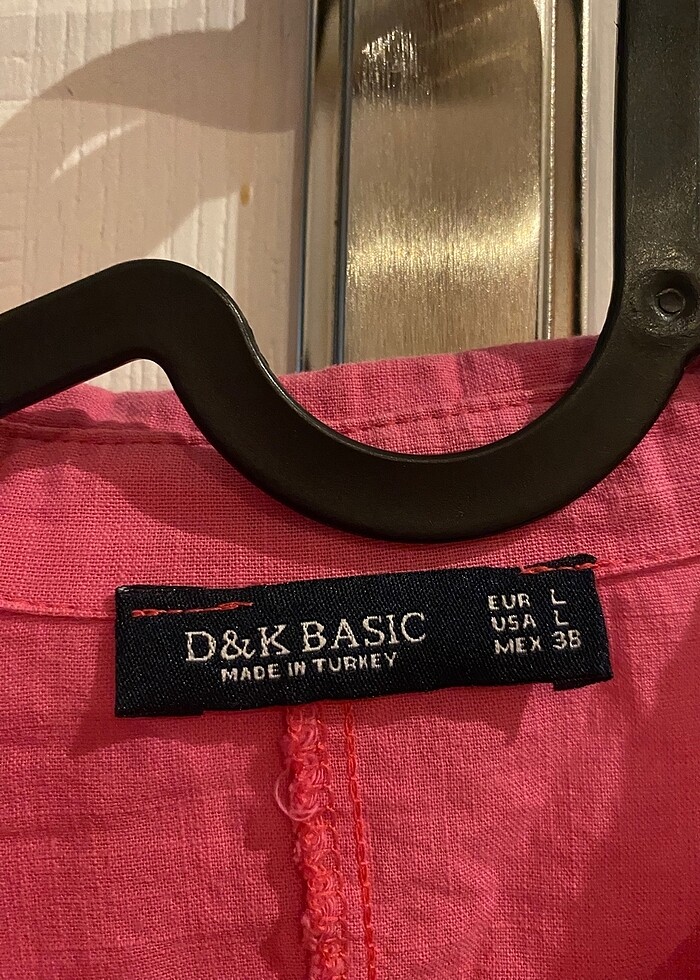 D&K BASIC
MADE IN TURKEY
EUR L
USA L
MEX 38